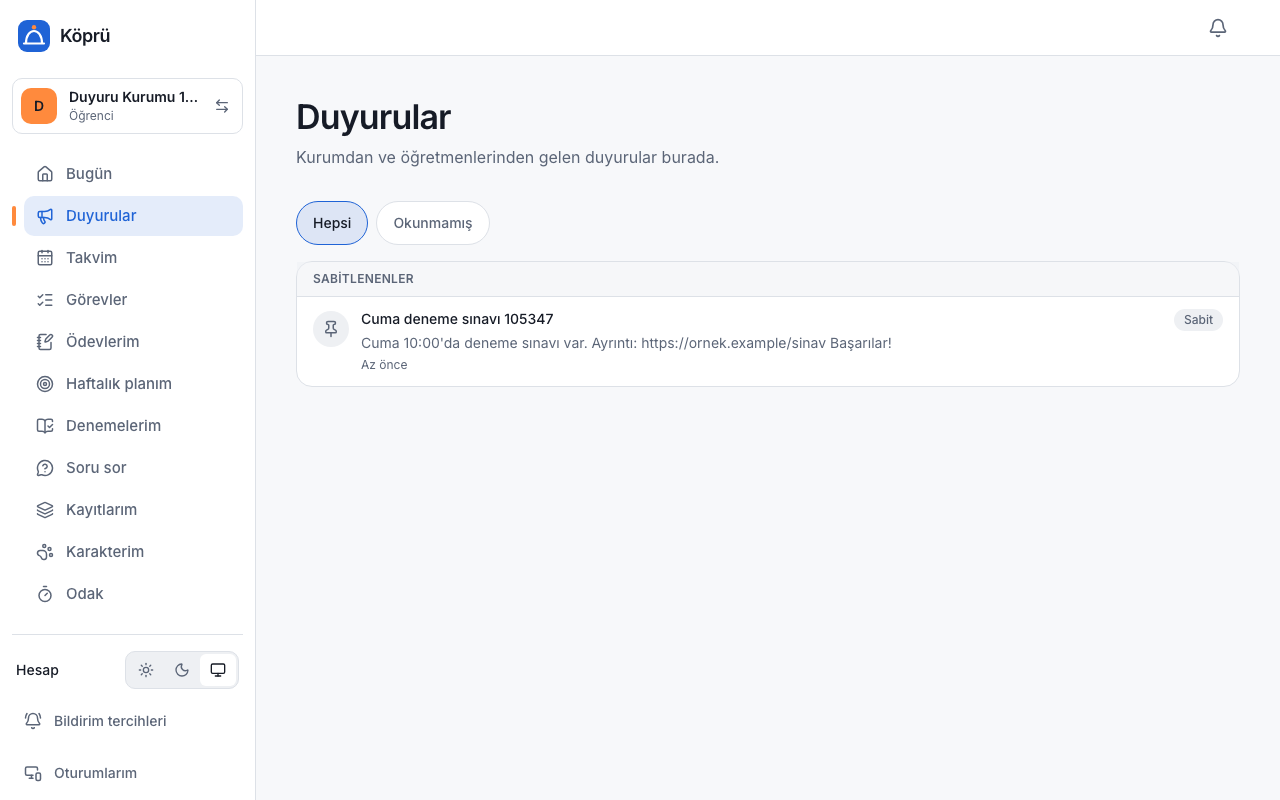 Köprü
D
Duyuru Kurumu 1...
Öğrenci
Bugün
Duyurular
Takvim
Görevler
Ödevlerim
Haftalık planım
Denemelerim
Soru sor
Kayıtlarım
Karakterim
Odak
Hesap
Bildirim tercihleri
Oturumlarım
Duyurular
Kurumdan ve öğretmenlerinden gelen duyurular burada.
Hepsi
Okunmamış
SABİTLENENLER
Cuma deneme sınavı 105347
Sabit
Cuma 10:00'da deneme sınavı var. Ayrıntı: https://ornek.example/sinav Başarılar!
Az önce